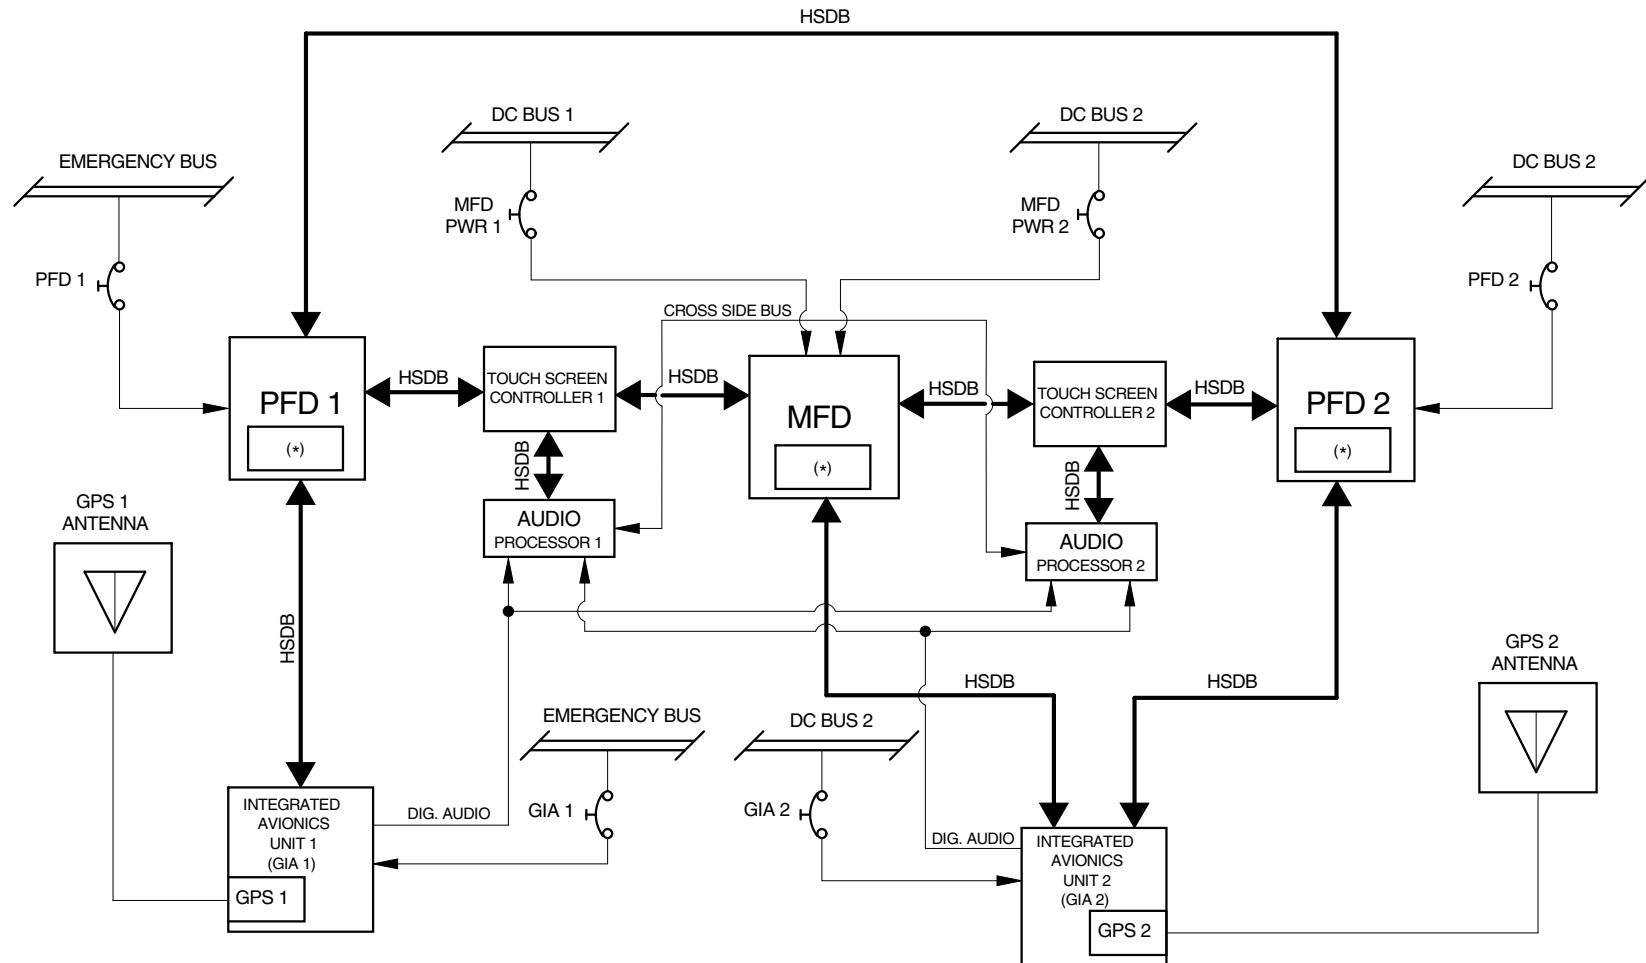 HSDB
DC BUS 1
DC BUS 2
EMERGENCY BUS
DC BUS 2
MFD
PWR 1
MFD
PWR 2
PFD 1
PFD 2
CROSS SIDE BUS
PFD 1
(*)
HSDB
TOUCH SCREEN
CONTROLLER 1
HSDB
MFD
(*)
HSDB
TOUCH SCREEN
CONTROLLER 2
HSDB
PFD 2
(*)
HSDB
HSDB
GPS 1
ANTENNA
AUDIO
PROCESSOR 1
AUDIO
PROCESSOR 2
HSDB
GPS 2
ANTENNA
HSDB
HSDB
EMERGENCY BUS
DC BUS 2
INTEGRATED
AVIONICS
UNIT 1
(GIA 1)
GPS 1
DIG. AUDIO
GIA 1
GIA 2
DIG. AUDIO
INTEGRATED
AVIONICS
UNIT 2
(GIA 2)
GPS 2